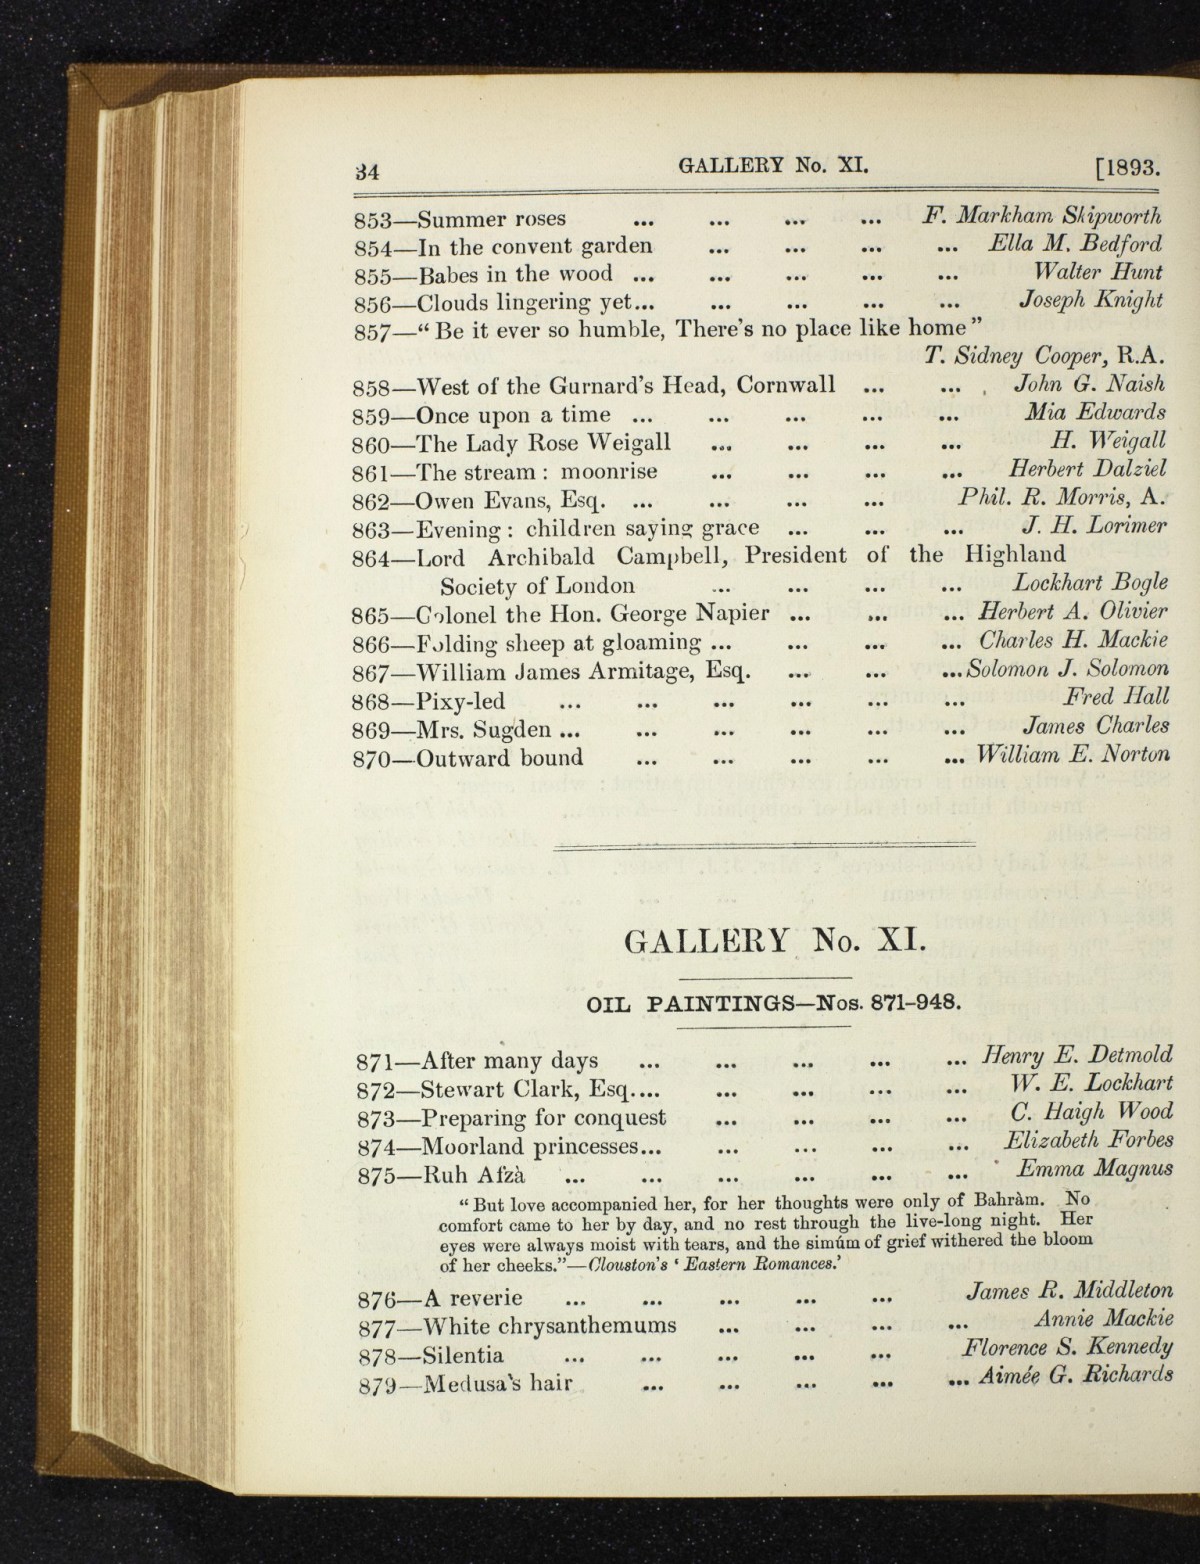 34 GALLERY No. XI. [1893.
853—Summer roses ... ... ... ... F. Markham Skipworth
854—In the convent garden ... ... ... ... Ella M. Bedford
855—Babes in the wood ... ... ... ... ... Walter Hunt
856—Clouds lingering yet... ... ... ... ... Joseph Knight
857—“Be it ever so humble, There’s no place like home”
T. Sidney Cooper, R.A.
858—West of the Gurnard’s Head, Cornwall ... ... John G. Naish
859—Once upon a time ... ... ... ... ... Mia Edwards
860—The Lady Rose Weigall ... ... ... ... H. Weigall
861—The stream : moonrise ... ... ... ... Herbert Dalziel
862—Owen Evans, Esq. ... ... ... ... Phil. R. Morris, A.
863—Evening : children saying grace ... ... ... J. H. Lorimer
864—Lord Archibald Campbell, President of the Highland
Society of London ... ... ... ... Lockhart Bogle
865—Colonel the Hon. George Napier ... ... ... Herbert A. Olivier
866—Folding sheep at gloaming ... ... ... ... Charles H. Mackie
867—William James Armitage, Esq. ... ... ... Solomon J. Solomon
868—Pixy-led ... ... ... ... ... ... Fred Hall
869—Mrs. Sugden ... ... ... ... ... ... James Charles
870—Outward bound ... ... ... ... ... William E. Norton
GALLERY No. XI.
OIL PAINTINGS—Nos. 871-948.
871—After many days ... ... ... ... ... Henry E. Detmold
872—Stewart Clark, Esq.... ... ... ... ... W. E. Lockhart
873—Preparing for conquest ... ... ... ... C. Haigh Wood
874—Moorland princesses... ... ... ... ... Elizabeth Forbes
875—Ruh Afzà ... ... ... ... ... ... Emma Magnus
“But love accompanied her, for her thoughts were only of Bahràm. No
comfort came to her by day, and no rest through the live-long night. Her
eyes were always moist with tears, and the simúm of grief withered the bloom
of her cheeks.”—Clouston’s ‘Eastern Romances.’
876—A reverie ... ... ... ... ... James R. Middleton
877—White chrysanthemums ... ... ... ... Annie Mackie
878—Silentia ... ... ... ... ... Florence S. Kennedy
879—Medusa’s hair ... ... ... ... ... Aimée G. Richards